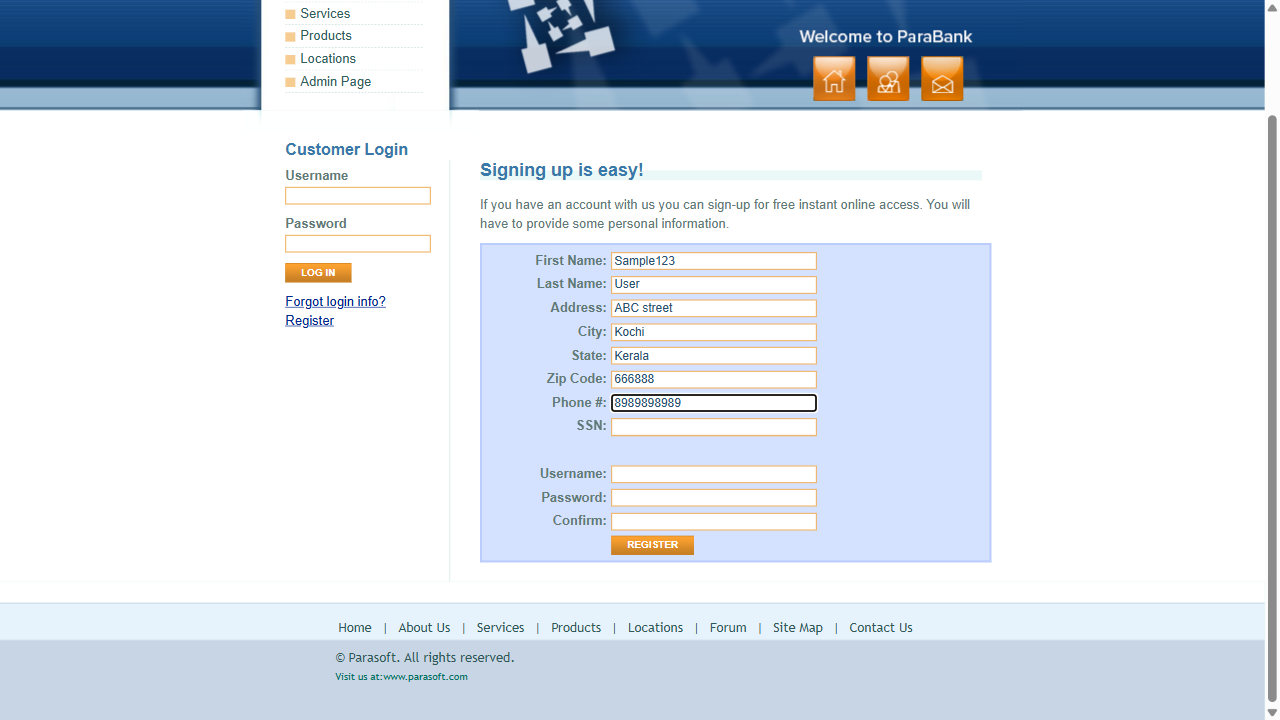 Services
Products
Locations
Admin Page
Welcome to ParaBank
Customer Login
Username
Password
LOG IN
Forgot login info?
Register
Signing up is easy!
If you have an account with us you can sign-up for free instant online access. You will
have to provide some personal information.
First Name: Sample123
Last Name: User
Address: ABC street
City: Kochi
State: Kerala
Zip Code: 666888
Phone #: 8989898989
SSN:
Username:
Password:
Confirm:
REGISTER
Home | About Us | Services | Products | Locations | Forum | Site Map | Contact Us
© Parasoft. All rights reserved.
Visit us at:www.parasoft.com